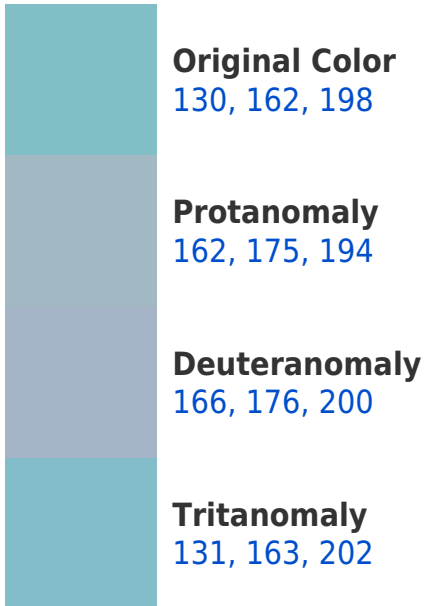 Original Color
130, 162, 198
Protanomaly
162, 175, 194
Deuteranomaly
166, 176, 200
Tritanomaly
131, 163, 202